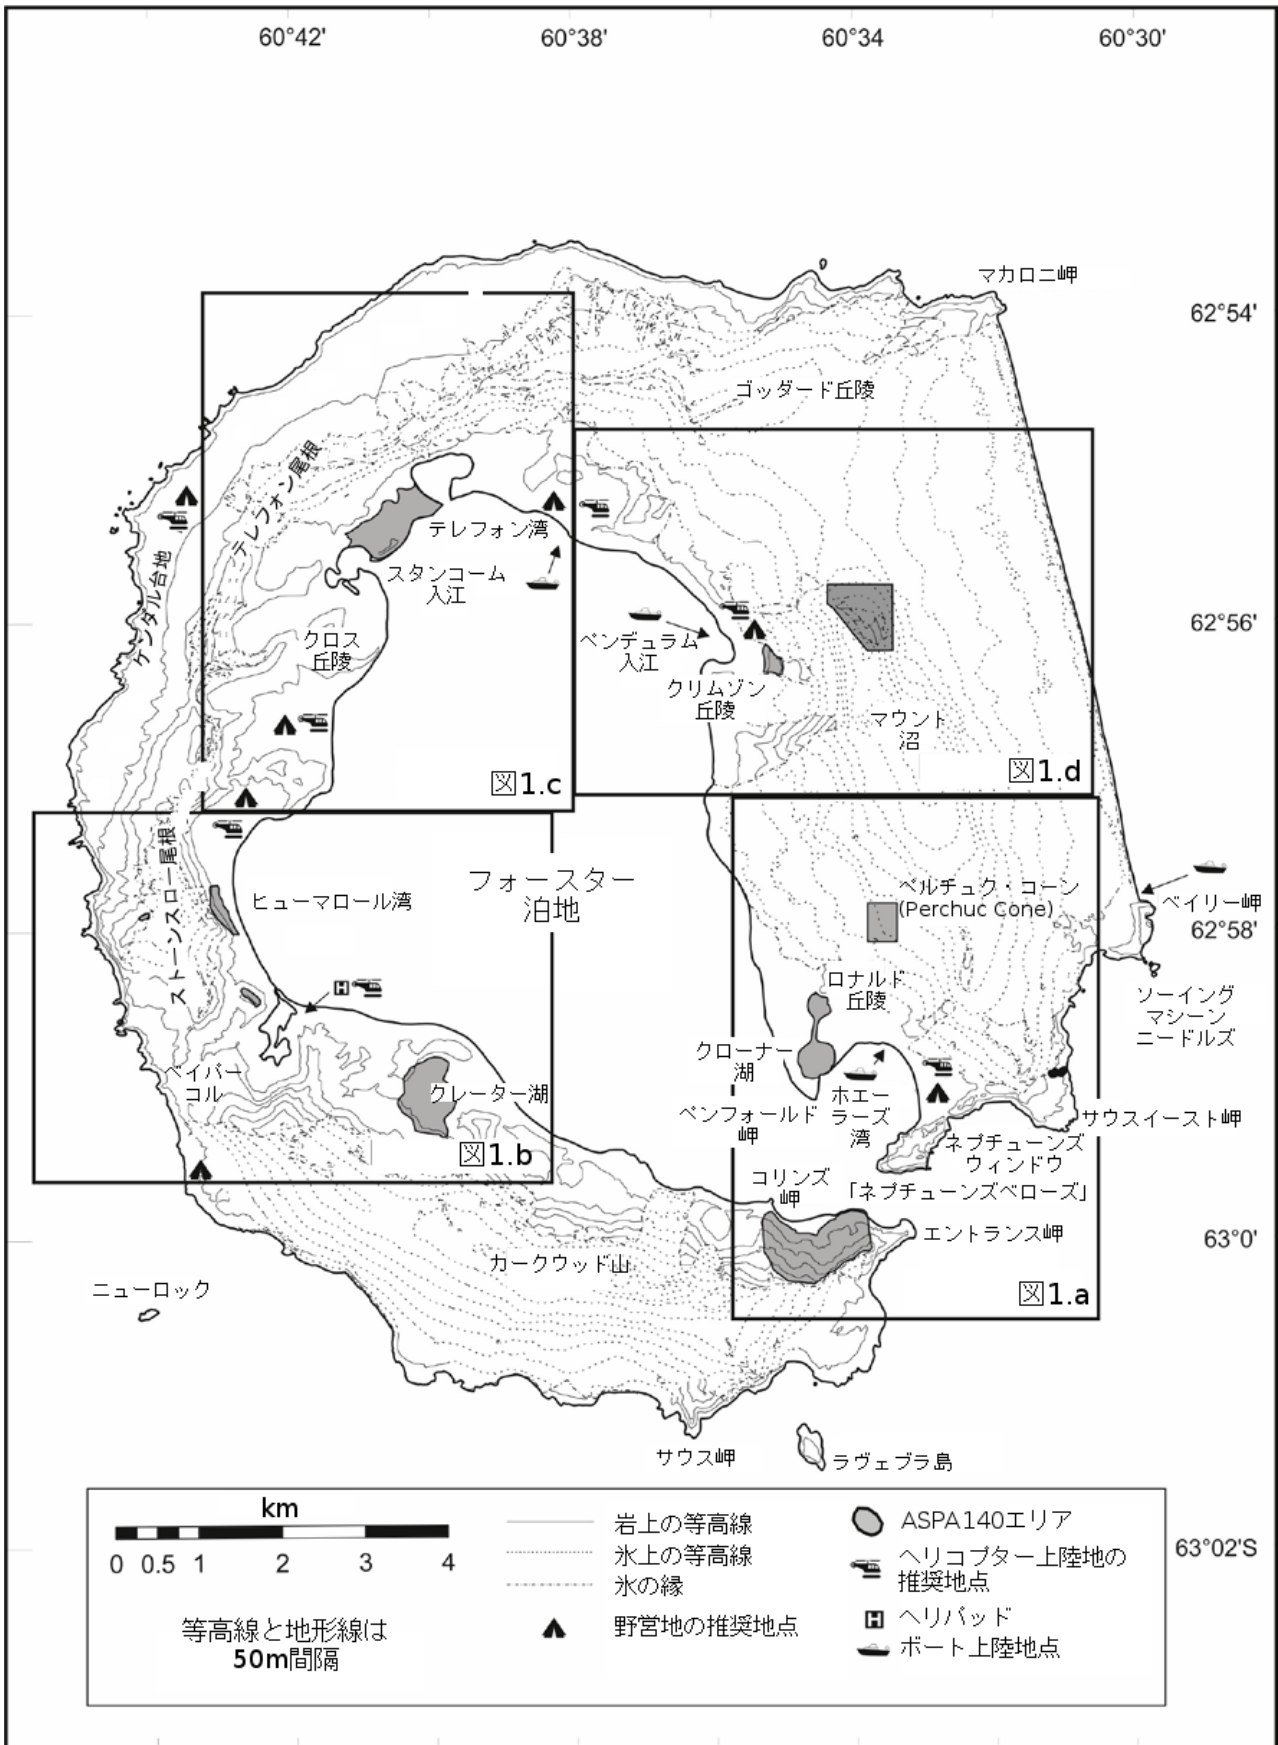 60°42'
60°38'
60°34
60°30'
マカロニ岬
62°54'
ゴッダード丘陵
テレフォン尾根
テレフォン湾
スタンコーム
入江
ケンダル台地
クロス
丘陵
ペンデュラム
入江
62°56'
クリムゾン
丘陵
マウント
沼
図1.c
図1.d
ストーンスロー尾根
ヒューマロール湾
フォースター
泊地
ペルチュク・コーン
(Perchuc Cone)
ベイリー岬
62°58'
ロナルド
丘陵
ソーイング
マシーン
ニードルズ
H
クローナー
湖
ベイパー
コル
クレーター湖
ペンフォールド
岬
ホエー
ラーズ
湾
サウスイースト岬
図1.b
ネプチューンズ
ウィンドウ
コリンズ
岬
「ネプチューンズベローズ」
エントランス岬
63°0'
カークウッド山
ニューロック
図1.a
サウス岬
ラヴェブラ島
km
0 0.5 1 2 3 4
等高線と地形線は
50m間隔
岩上の等高線
氷上の等高線
氷の縁
野営地の推奨地点
ASPA140エリア
ヘリコプター上陸地の
推奨地点
H ヘリパッド
ボート上陸地点
63°02'S